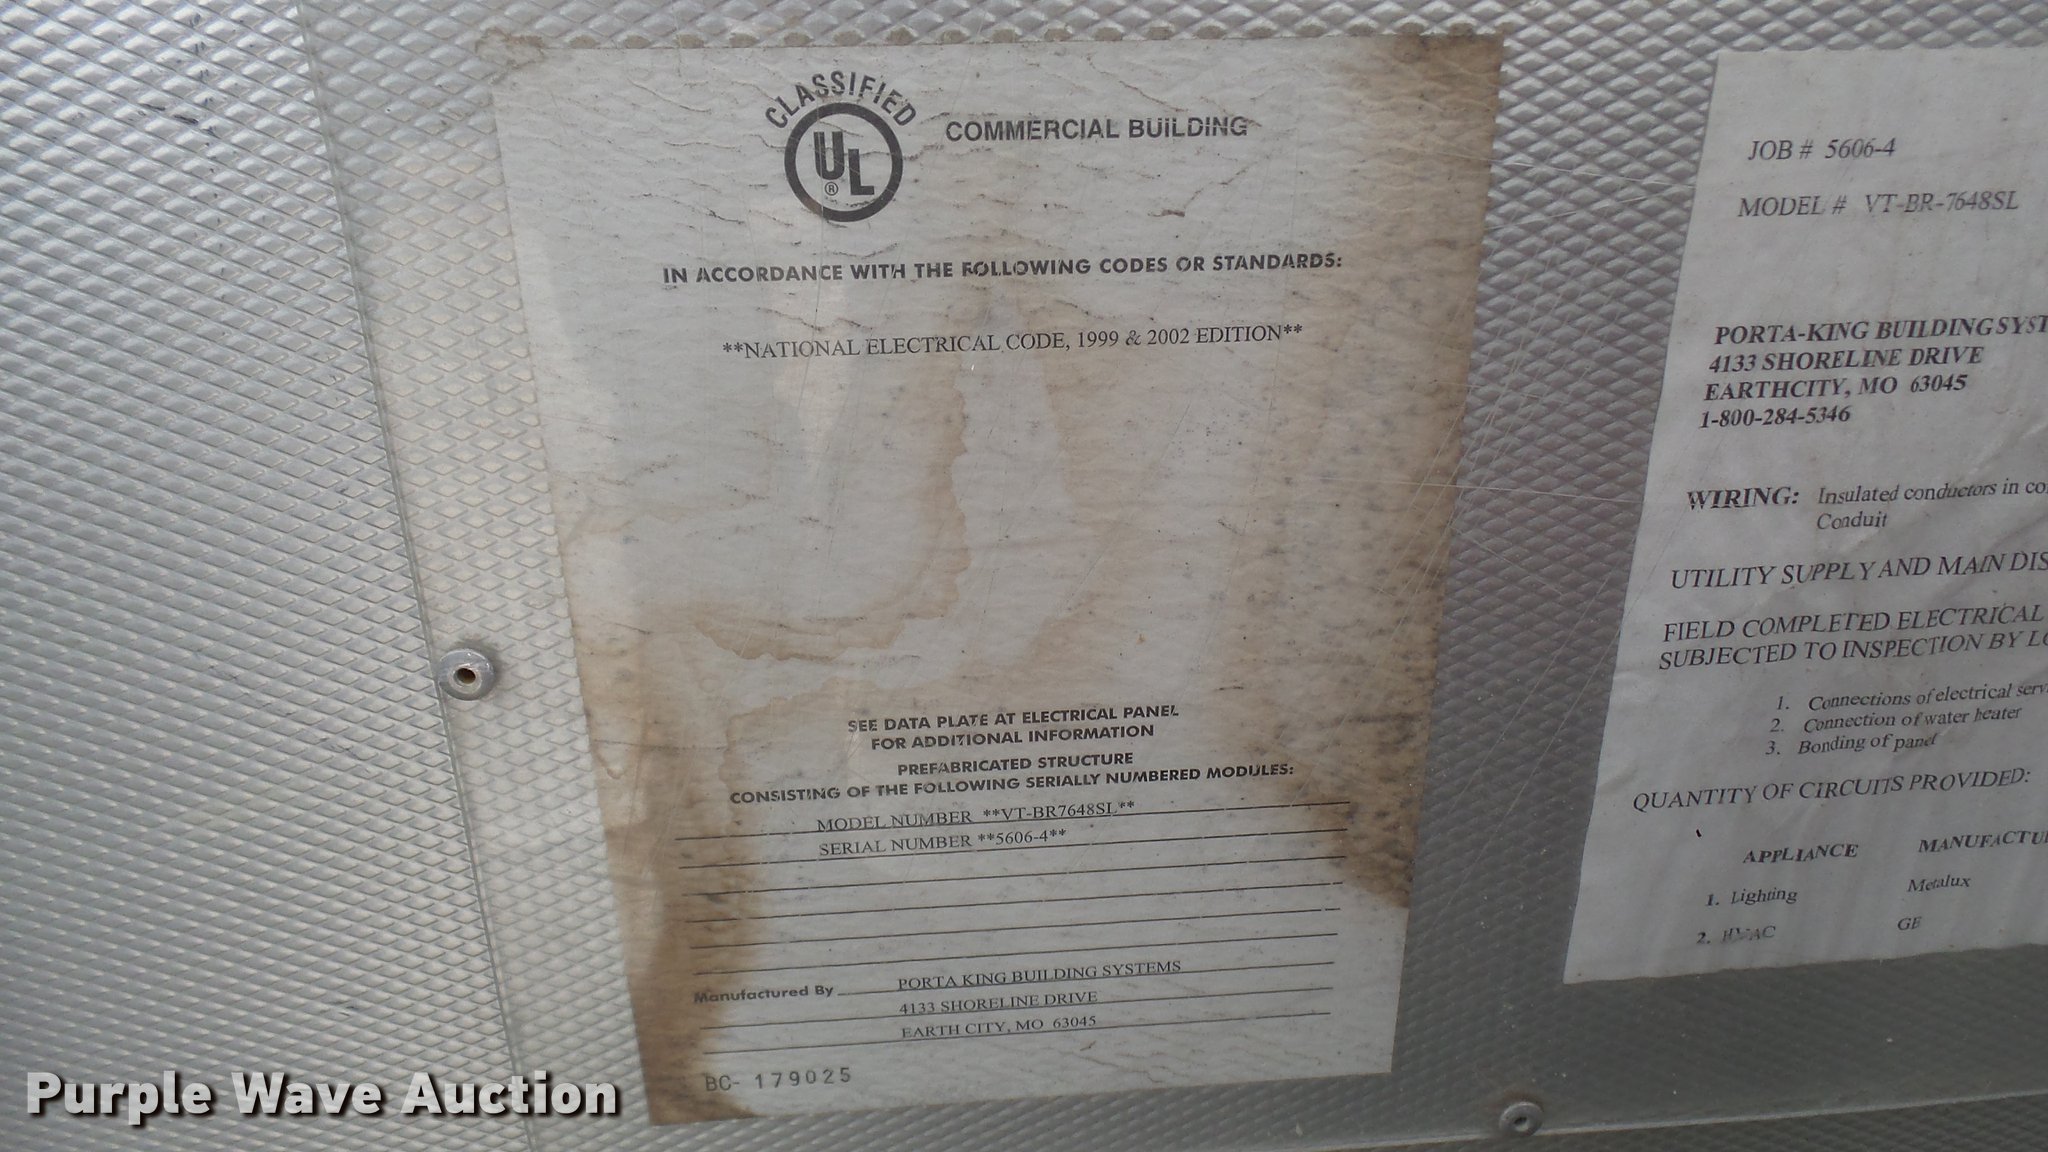 CLASSIFIED
UL
®
COMMERCIAL BUILDING
IN ACCORDANCE WITH THE FOLLOWING CODES OR STANDARDS:
**NATIONAL ELECTRICAL CODE, 1999 & 2002 EDITION**
SEE DATA PLATE AT ELECTRICAL PANEL
FOR ADDITIONAL INFORMATION
PREFABRICATED STRUCTURE
CONSISTING OF THE FOLLOWING SERIALLY NUMBERED MODULES:
MODEL NUMBER **VT-BR7648SL**
SERIAL NUMBER **5606-4**
Manufactured By PORTA KING BUILDING SYSTEMS
4133 SHORELINE DRIVE
EARTH CITY, MO 63045
BC- 179025
JOB # 5606-4
MODEL # VT-BR-7648SL
PORTA-KING BUILDING SYST
4133 SHORELINE DRIVE
EARTHCITY, MO 63045
1-800-284-5346
WIRING: Insulated conductors in co
Conduit
UTILITY SUPPLY AND MAIN DIS
FIELD COMPLETED ELECTRICAL
SUBJECTED TO INSPECTION BY LO
1. Connections of electrical serv
2. Connection of water heater
3. Bonding of panel
QUANTITY OF CIRCUITS PROVIDED:
APPLIANCE MANUFACTU
1. Lighting Metalux
2. HVAC GE
Purple Wave Auction